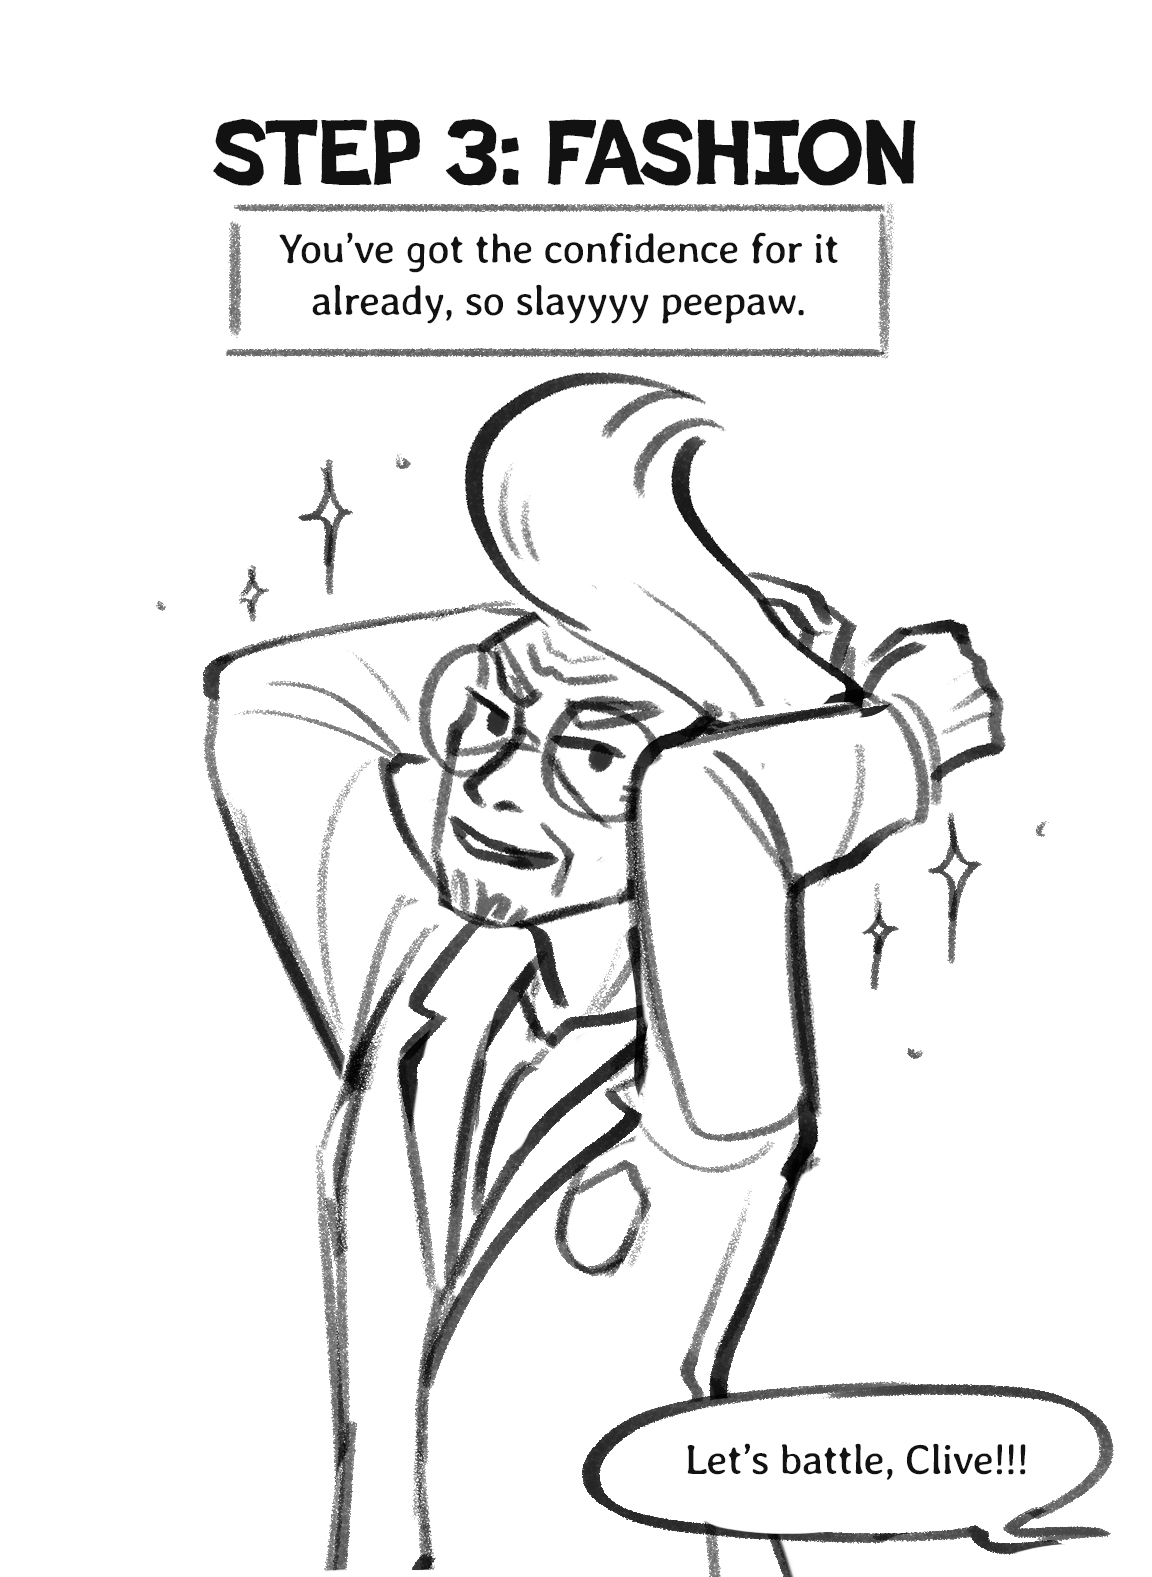 STEP 3: FASHION
You've got the confidence for it
already, so slayyyy peepaw.
Let's battle, Clive!!!